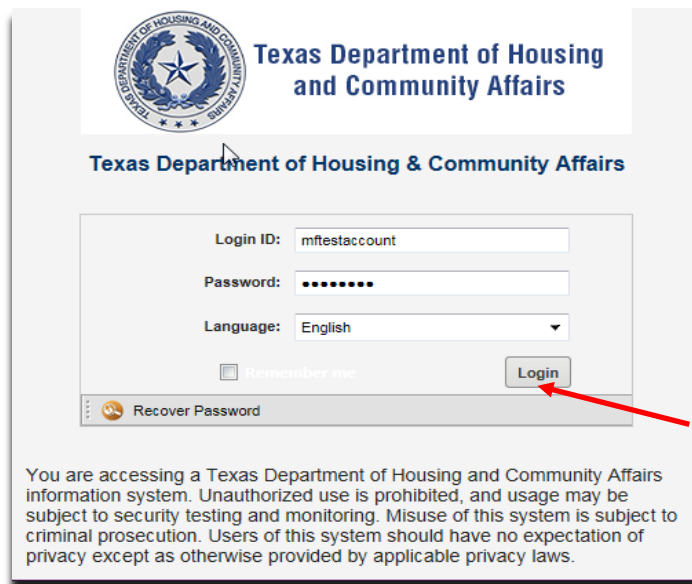 TEXAS DEPARTMENT OF HOUSING AND COMMUNITY AFFAIRS
Texas Department of Housing
and Community Affairs
Texas Department of Housing & Community Affairs
Login ID: mftestaccount
Password: ••••••••
Language: English
Remember me Login
Recover Password
You are accessing a Texas Department of Housing and Community Affairs
information system. Unauthorized use is prohibited, and usage may be
subject to security testing and monitoring. Misuse of this system is subject to
criminal prosecution. Users of this system should have no expectation of
privacy except as otherwise provided by applicable privacy laws.